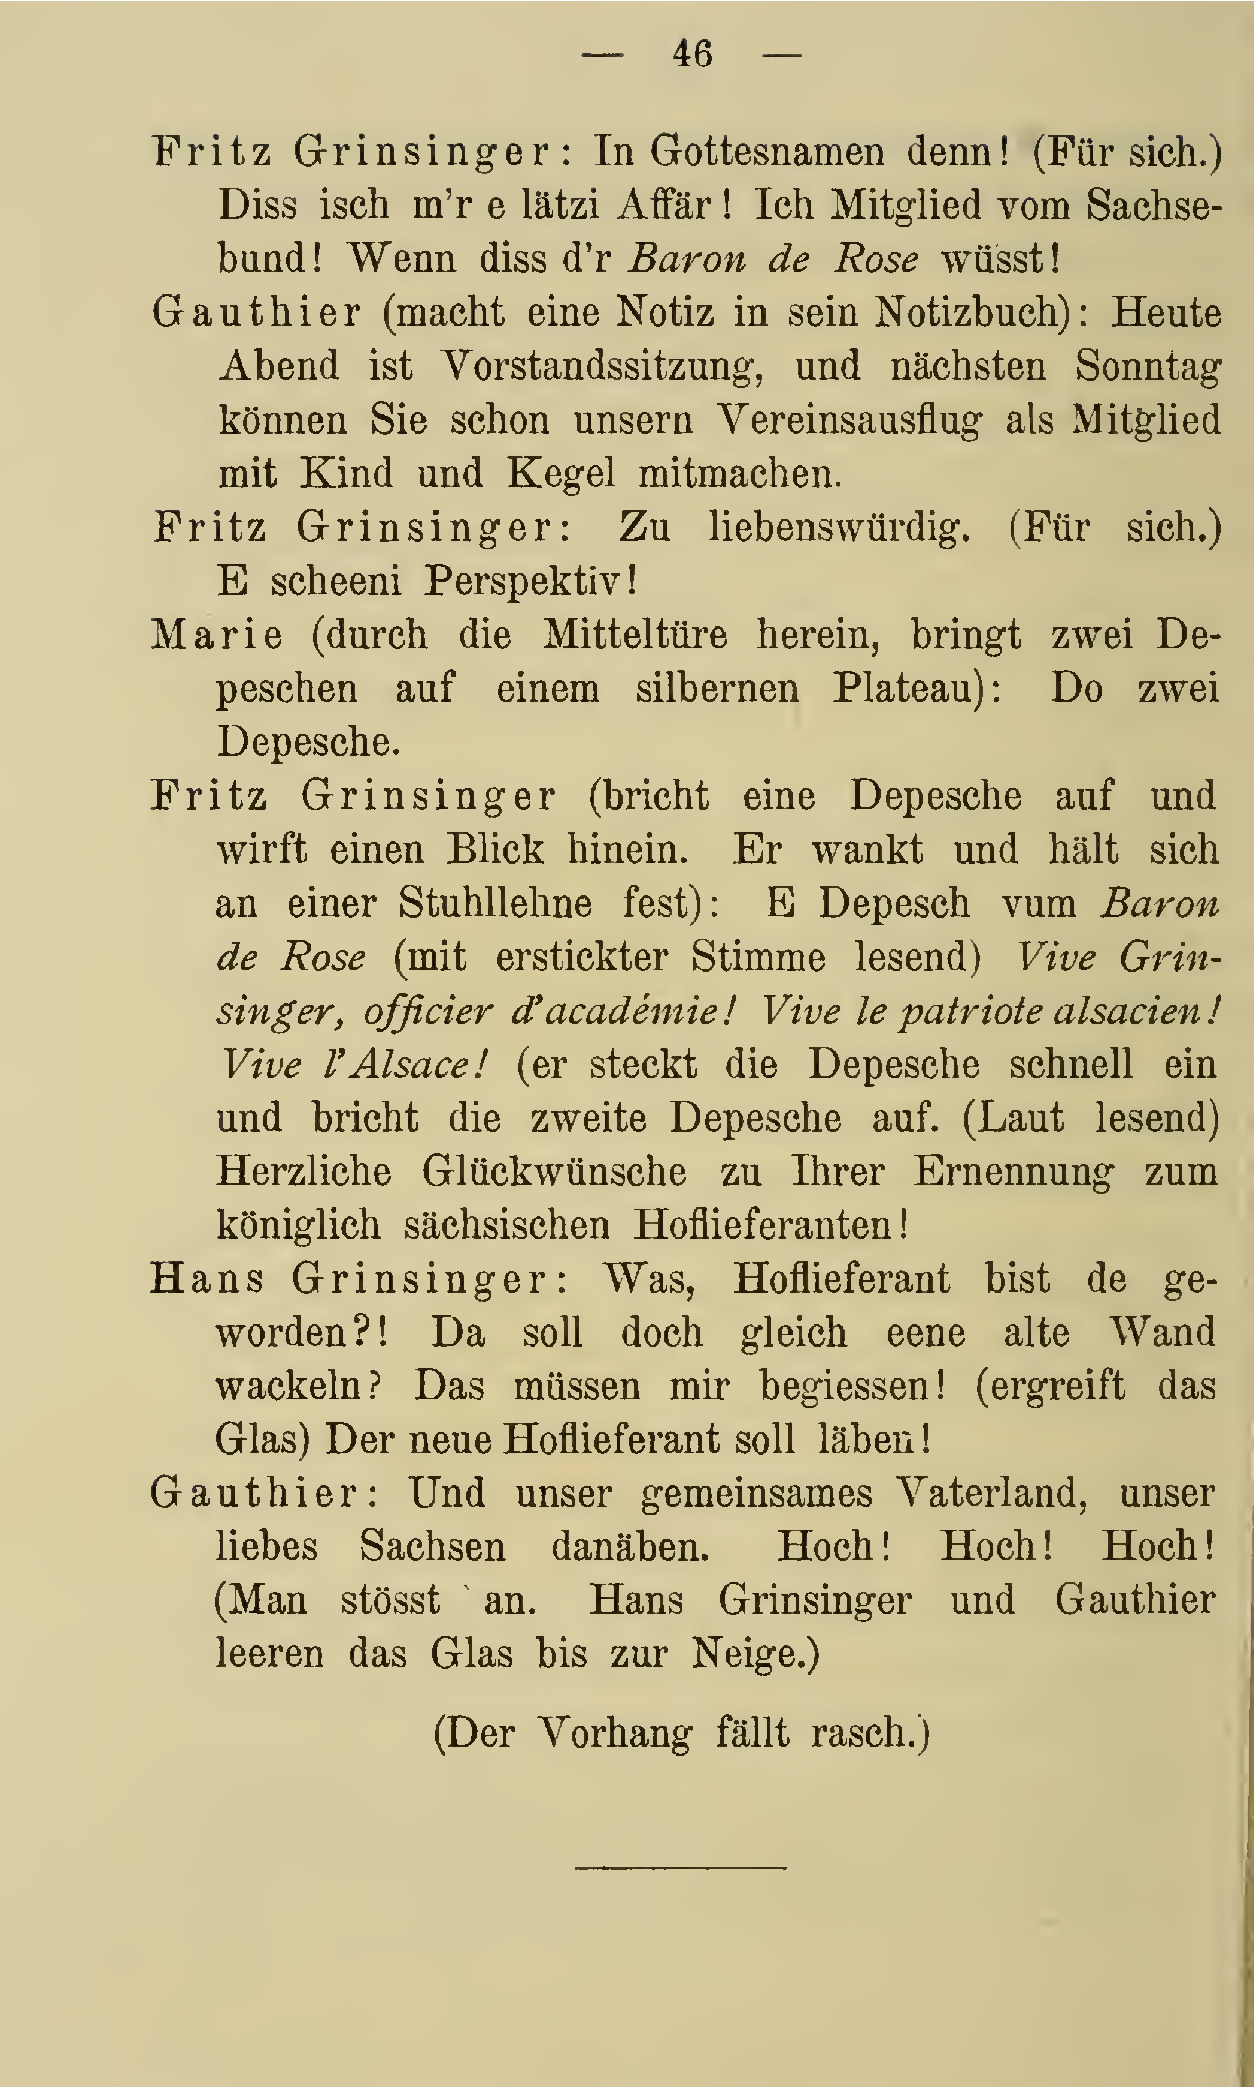 — 46 —
Fritz Grinsinger: In Gottesnamen denn! (Für sich.)
Diss isch m'r e lätzi Affär! Ich Mitglied vom Sachse-
bund! Wenn diss d'r Baron de Rose wüsst!
Gauthier (macht eine Notiz in sein Notizbuch): Heute
Abend ist Vorstandssitzung, und nächsten Sonntag
können Sie schon unsern Vereinsausflug als Mitglied
mit Kind und Kegel mitmachen.
Fritz Grinsinger: Zu liebenswürdig. (Für sich.)
E scheeni Perspektiv!
Marie (durch die Mitteltüre herein, bringt zwei De-
peschen auf einem silbernen Plateau): Do zwei
Depesche.
Fritz Grinsinger (bricht eine Depesche auf und
wirft einen Blick hinein. Er wankt und hält sich
an einer Stuhllehne fest): E Depesch vum Baron
de Rose (mit erstickter Stimme lesend) Vive Grin-
singer, officier d'académie! Vive le patriote alsacien!
Vive l'Alsace! (er steckt die Depesche schnell ein
und bricht die zweite Depesche auf. (Laut lesend)
Herzliche Glückwünsche zu Ihrer Ernennung zum
königlich sächsischen Hoflieferanten!
Hans Grinsinger: Was, Hoflieferant bist de ge-
worden?! Da soll doch gleich eene alte Wand
wackeln? Das müssen mir begiessen! (ergreift das
Glas) Der neue Hoflieferant soll läben!
Gauthier: Und unser gemeinsames Vaterland, unser
liebes Sachsen danäben. Hoch! Hoch! Hoch!
(Man stösst an. Hans Grinsinger und Gauthier
leeren das Glas bis zur Neige.)
(Der Vorhang fällt rasch.)